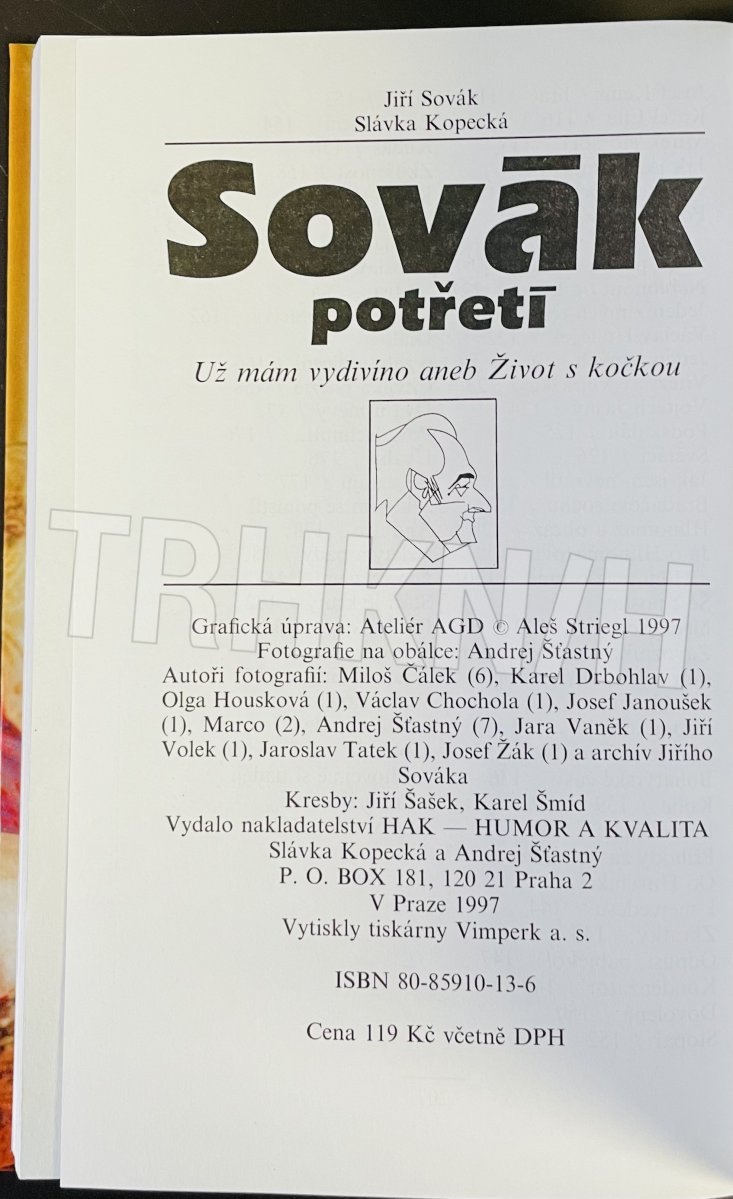 Jiří Sovák
Slávka Kopecká
Sovák
potřetí
Už mám vydivíno aneb Život s kočkou
TRHKNIH
Grafická úprava: Ateliér AGD © Aleš Striegl 1997
Fotografie na obálce: Andrej Šťastný
Autoři fotografií: Miloš Čálek (6), Karel Drbohlav (1),
Olga Housková (1), Václav Chochola (1), Josef Janoušek
(1), Marco (2), Andrej Šťastný (7), Jara Vaněk (1), Jiří
Volek (1), Jaroslav Tatek (1), Josef Žák (1) a archív Jiřího
Sováka
Kresby: Jiří Šašek, Karel Šmíd
Vydalo nakladatelství HAK — HUMOR A KVALITA
Slávka Kopecká a Andrej Šťastný
P. O. BOX 181, 120 21 Praha 2
V Praze 1997
Vytiskly tiskárny Vimperk a. s.
ISBN 80-85910-13-6
Cena 119 Kč včetně DPH